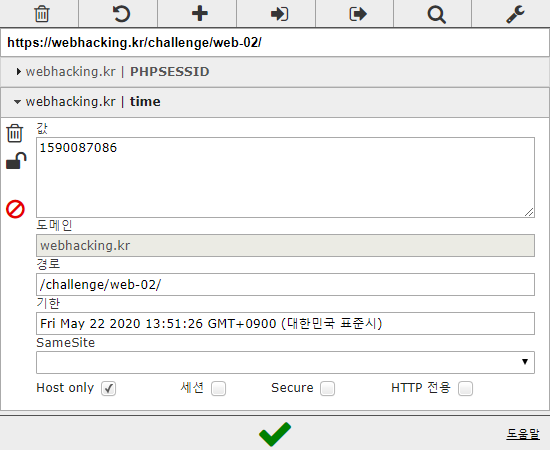 https://webhacking.kr/challenge/web-02/
webhacking.kr | PHPSESSID
webhacking.kr | time
값
1590087086
도메인
webhacking.kr
경로
/challenge/web-02/
기한
Fri May 22 2020 13:51:26 GMT+0900 (대한민국 표준시)
SameSite
Host only 세션 Secure HTTP 전용
도움말